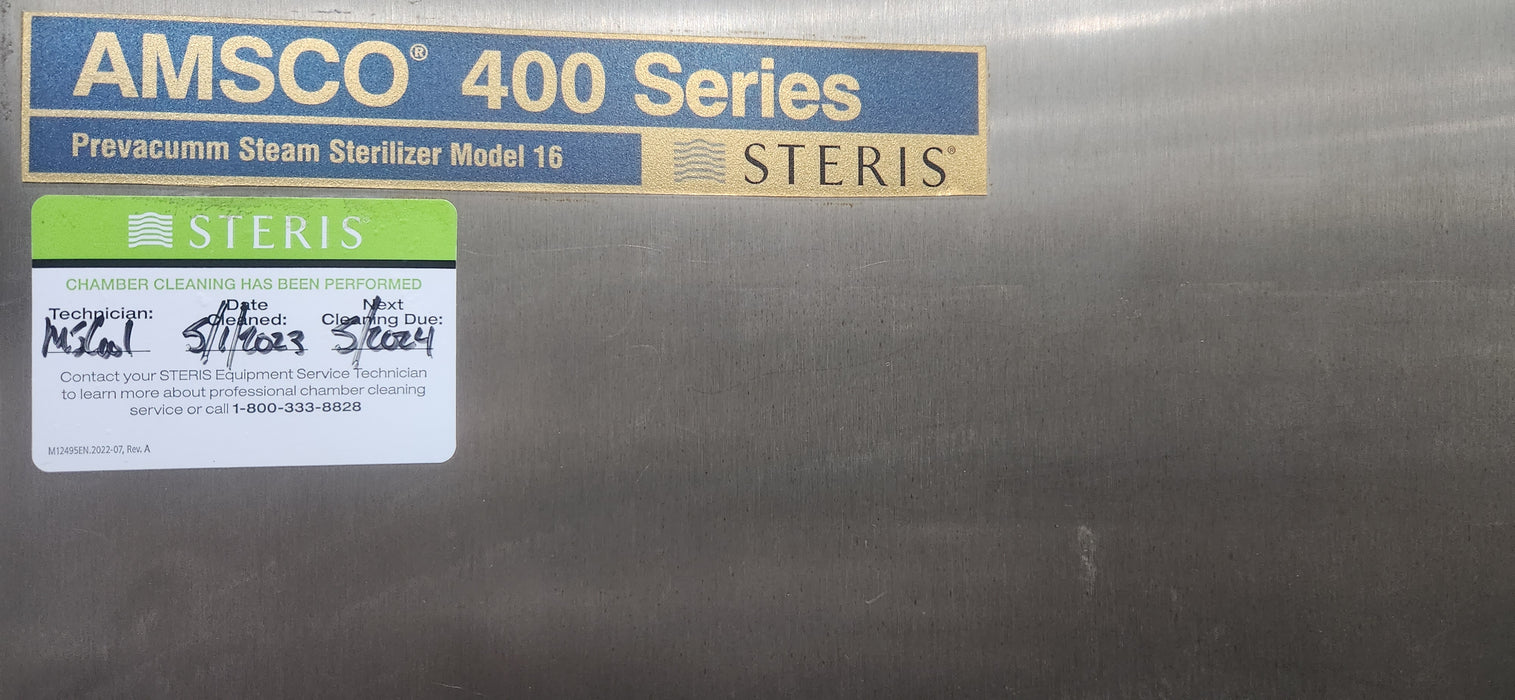 AMSCO® 400 Series
Prevacumm Steam Sterilizer Model 16
STERIS®
STERIS®
CHAMBER CLEANING HAS BEEN PERFORMED
Technician: Date Cleaned: Next Cleaning Due:
5/1/2023 5/2024
Contact your STERIS Equipment Service Technician
to learn more about professional chamber cleaning
service or call 1-800-333-8828
M12495EN.2022-07, Rev. A